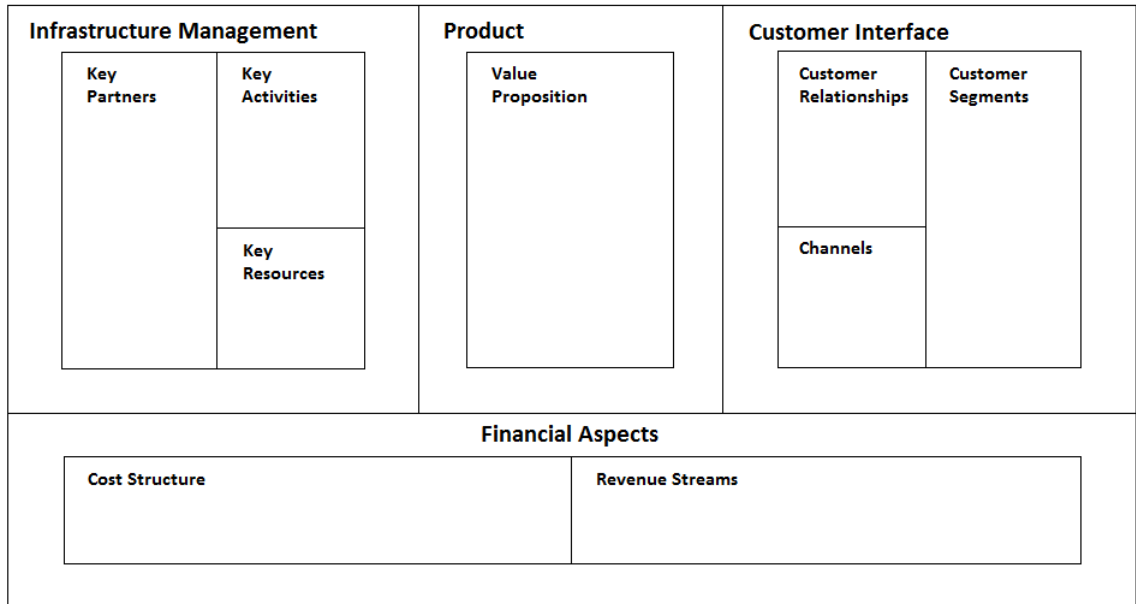 Infrastructure Management
Key
Partners
Key
Activities
Key
Resources
Product
Value
Proposition
Customer Interface
Customer
Relationships
Channels
Customer
Segments
Financial Aspects
Cost Structure
Revenue Streams